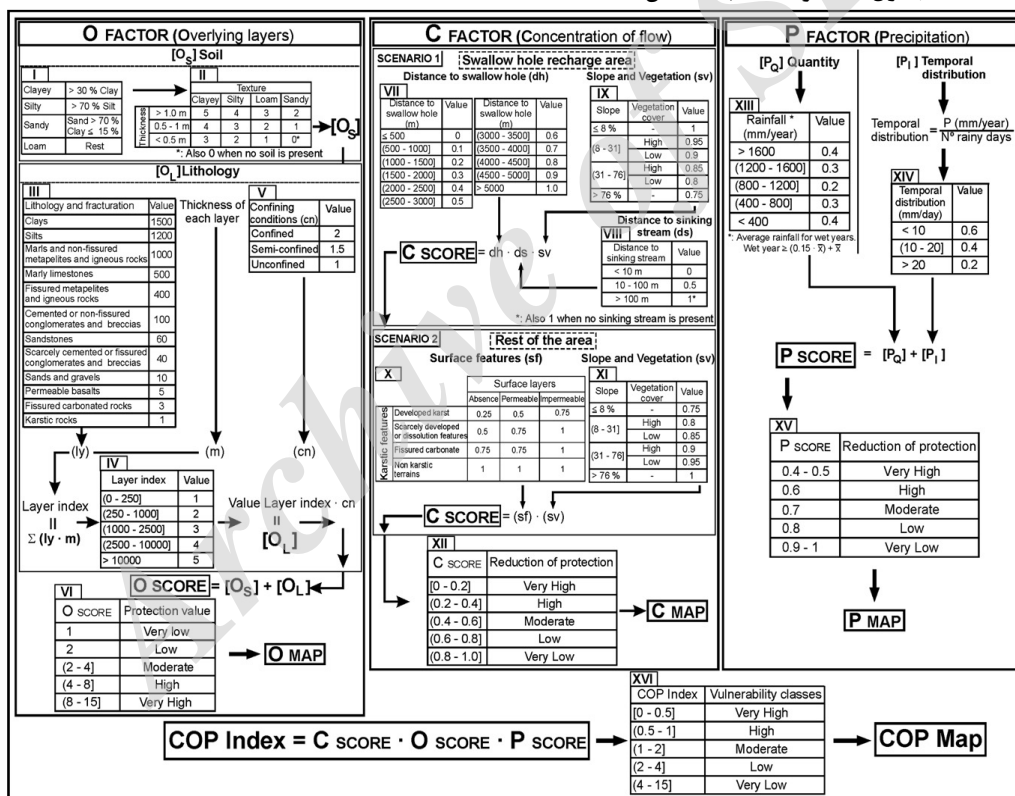 O FACTOR (Overlying layers)
[OS] Soil
I
Clayey > 30 % Clay
Silty > 70 % Silt
Sandy Sand > 70 % Clay ≤ 15 %
Loam Rest
II
Texture
Clayey Silty Loam Sandy
Thickness
> 1.0 m 5 4 3 2
0.5 - 1 m 4 3 2 1
< 0.5 m 3 2 1 0*
*: Also 0 when no soil is present
[OS]
[OL]Lithology
III
Lithology and fracturation Value
Clays 1500
Silts 1200
Marls and non-fissured metapelites and igneous rocks 1000
Marly limestones 500
Fissured metapelites and igneous rocks 400
Cemented or non-fissured conglomerates and breccias 100
Sandstones 60
Scarcely cemented or fissured conglomerates and breccias 40
Sands and gravels 10
Permeable basalts 5
Fissured carbonated rocks 3
Karstic rocks 1
Thickness of each layer
V
Confining conditions (cn) Value
Confined 2
Semi-confined 1.5
Unconfined 1
(ly) (m) (cn)
IV
Layer index Value
(0 - 250] 1
(250 - 1000] 2
(1000 - 2500] 3
(2500 - 10000] 4
> 10000 5
Layer index
=
Σ (ly · m)
Value Layer index · cn
=
[OL]
O SCORE = [OS] + [OL]
VI
O SCORE Protection value
1 Very low
2 Low
(2 - 4] Moderate
(4 - 8] High
(8 - 15] Very High
O MAP
C FACTOR (Concentration of flow)
SCENARIO 1 Swallow hole recharge area
Distance to swallow hole (dh)
VII
Distance to swallow hole (m) Value Distance to swallow hole (m) Value
≤ 500 0 (3000 - 3500] 0.6
(500 - 1000] 0.1 (3500 - 4000] 0.7
(1000 - 1500] 0.2 (4000 - 4500] 0.8
(1500 - 2000] 0.3 (4500 - 5000] 0.9
(2000 - 2500] 0.4 > 5000 1.0
(2500 - 3000] 0.5
Slope and Vegetation (sv)
IX
Slope Vegetation cover Value
≤ 8 % - 1
(8 - 31] High 0.95
Low 0.9
(31 - 76] High 0.85
Low 0.8
> 76 % - 0.75
C SCORE = dh · ds · sv
Distance to sinking stream (ds)
VIII
Distance to sinking stream Value
< 10 m 0
10 - 100 m 0.5
> 100 m 1*
*: Also 1 when no sinking stream is present
SCENARIO 2 Rest of the area
Surface features (sf)
X
Surface layers
Absence Permeable Impermeable
Karstic features
Developed karst 0.25 0.5 0.75
Scarcely developed or dissolution features 0.5 0.75 1
Fissured carbonate 0.75 0.75 1
Non karstic terrains 1 1 1
Slope and Vegetation (sv)
XI
Slope Vegetation cover Value
≤ 8 % - 0.75
(8 - 31] High 0.8
Low 0.85
(31 - 76] High 0.9
Low 0.95
> 76 % - 1
C SCORE = (sf) · (sv)
XII
C SCORE Reduction of protection
[0 - 0.2] Very High
(0.2 - 0.4] High
(0.4 - 0.6] Moderate
(0.6 - 0.8] Low
(0.8 - 1.0] Very Low
C MAP
P FACTOR (Precipitation)
[PQ] Quantity
[PI] Temporal distribution
XIII
Rainfall * (mm/year) Value
> 1600 0.4
(1200 - 1600] 0.3
(800 - 1200] 0.2
(400 - 800] 0.3
< 400 0.4
*: Average rainfall for wet years.
Wet year ≥ (0.15 · x̅) + x̅
Temporal distribution = P (mm/year) / Nº rainy days
XIV
Temporal distribution (mm/day) Value
< 10 0.6
(10 - 20] 0.4
> 20 0.2
P SCORE = [PQ] + [PI]
XV
P SCORE Reduction of protection
0.4 - 0.5 Very High
0.6 High
0.7 Moderate
0.8 Low
0.9 - 1 Very Low
P MAP
COP Index = C SCORE · O SCORE · P SCORE
XVI
COP Index Vulnerability classes
[0 - 0.5] Very High
(0.5 - 1] High
(1 - 2] Moderate
(2 - 4] Low
(4 - 15] Very Low
COP Map
Archive of